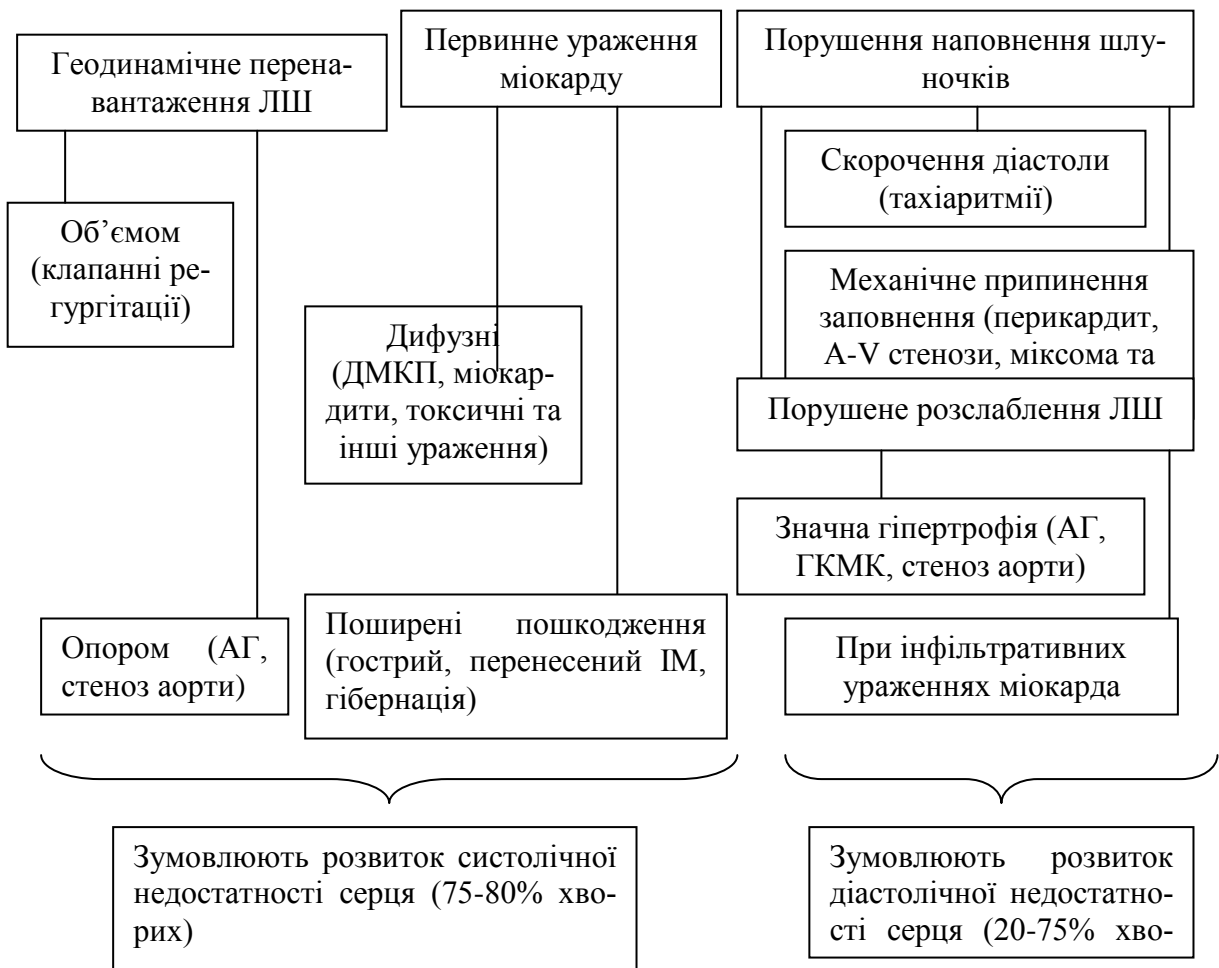 Геодинамічне пере-
вантаження ЛШ
Об’ємом
(клапанні ре-
гургітації)
Опором (АГ,
стеноз аорти)
Первинне ураження
міокарду
Дифузні
(ДМКП, міокар-
дити, токсичні та
інші ураження)
Поширені пошкодження
(гострий, перенесений ІМ,
гібернація)
Порушення наповнення шлу-
ночків
Скорочення діастоли
(тахіаритмії)
Механічне припинення
заповнення (перикардит,
A-V стенози, міксома та
Порушене розслаблення ЛШ
Значна гіпертрофія (АГ,
ГКМК, стеноз аорти)
При інфільтративних
ураженнях міокарда
Зумовлюють розвиток систолічної
недостатності серця (75-80% хво-
рих)
Зумовлюють розвиток
діастолічної недостатно-
сті серця (20-75% хво-